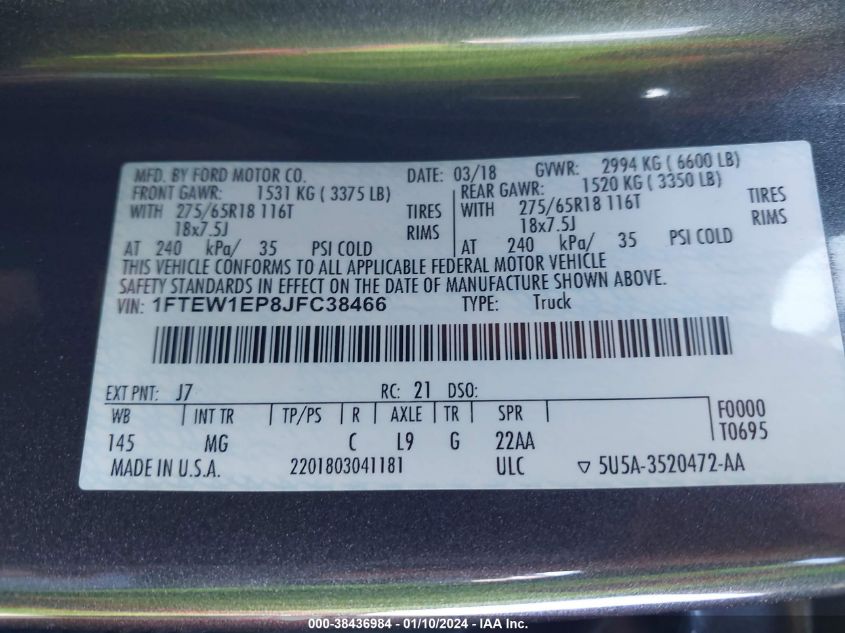 MFD. BY FORD MOTOR CO. DATE: 03/18 GVWR: 2994 KG ( 6600 LB)
FRONT GAWR: 1531 KG ( 3375 LB) REAR GAWR: 1520 KG ( 3350 LB)
WITH 275/65R18 116T TIRES WITH 275/65R18 116T TIRES
18x7.5J RIMS 18x7.5J RIMS
AT 240 kPa/ 35 PSI COLD AT 240 kPa/ 35 PSI COLD
THIS VEHICLE CONFORMS TO ALL APPLICABLE FEDERAL MOTOR VEHICLE
SAFETY STANDARDS IN EFFECT ON THE DATE OF MANUFACTURE SHOWN ABOVE.
VIN: 1FTEW1EP8JFC38466 TYPE: Truck
EXT PNT: J7 RC: 21 DSO:
WB INT TR TP/PS R AXLE TR SPR F0000
145 MG C L9 G 22AA T0695
MADE IN U.S.A. 2201803041181 ULC ▽ 5U5A-3520472-AA
000-38436984 - 01/10/2024 - IAA Inc.